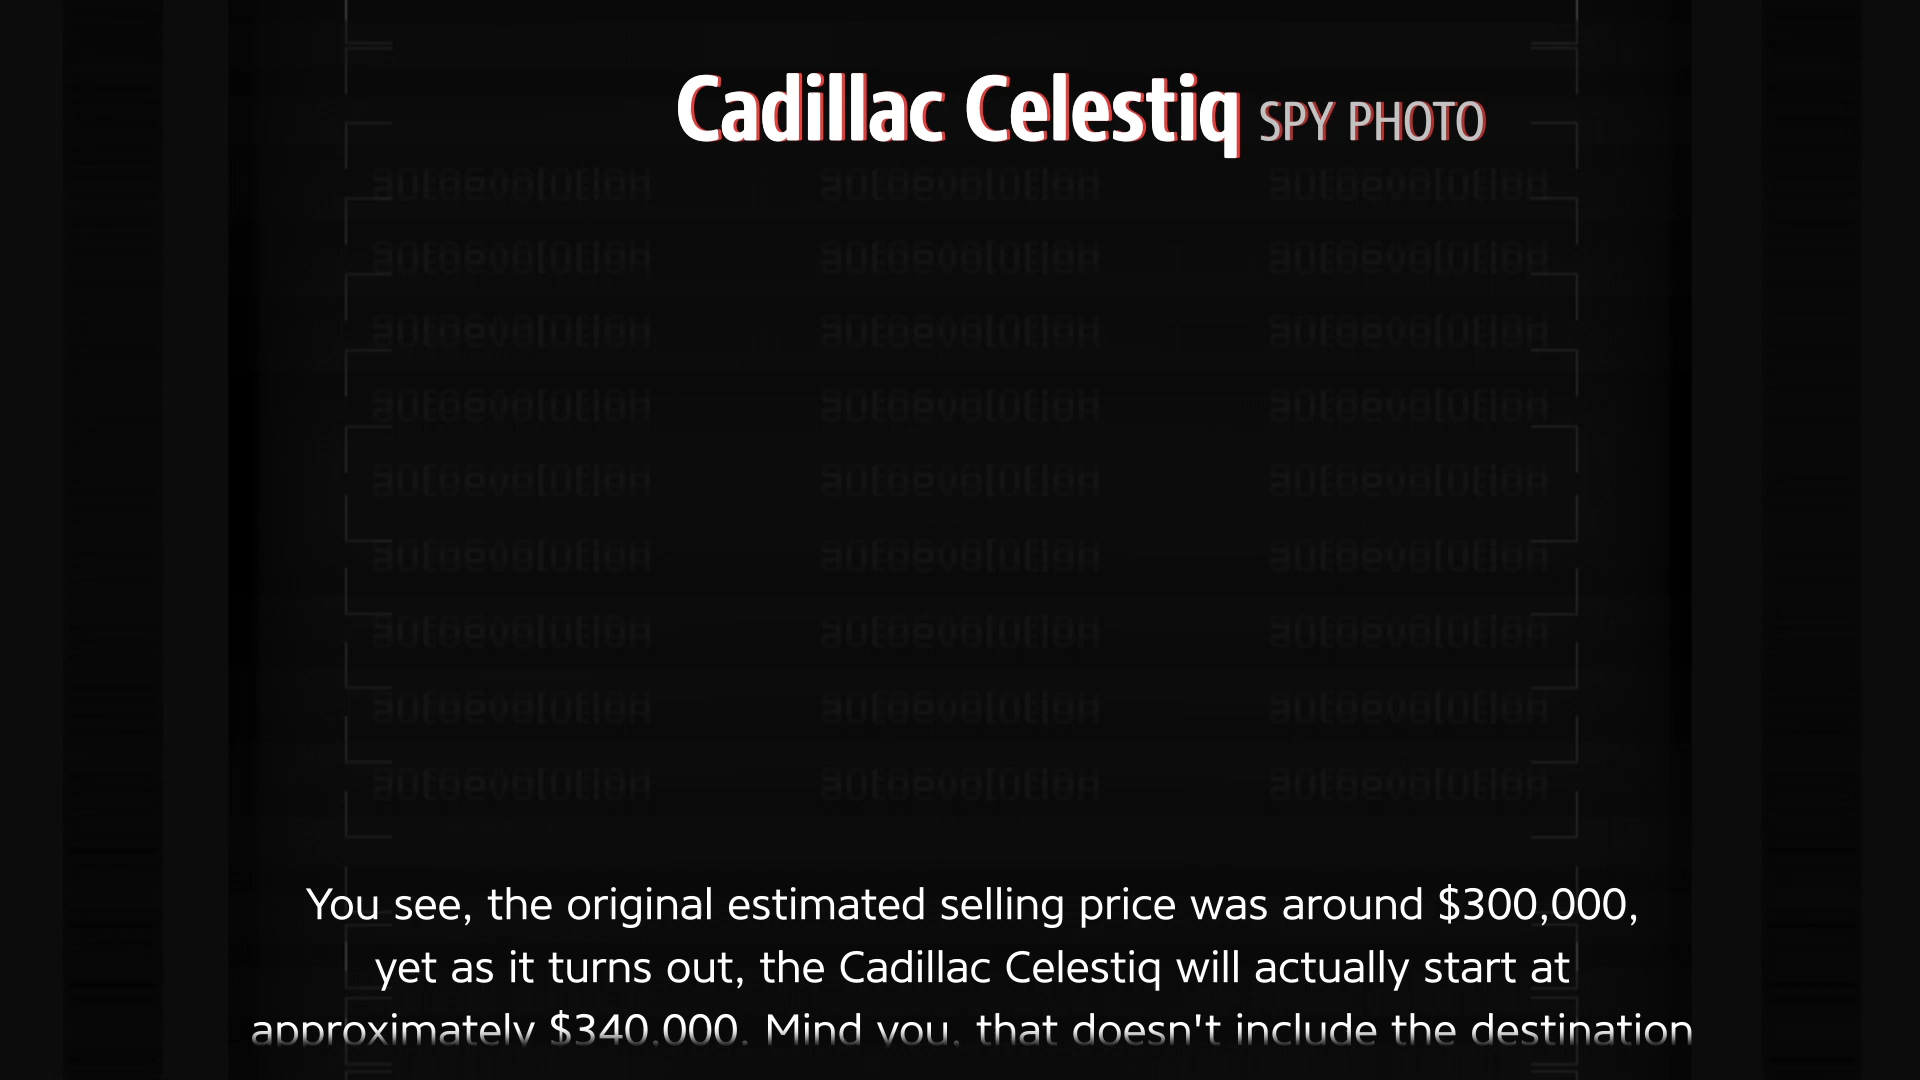 Cadillac Celestiq SPY PHOTO
You see, the original estimated selling price was around $300,000,
yet as it turns out, the Cadillac Celestiq will actually start at
approximately $340,000. Mind you, that doesn't include the destination